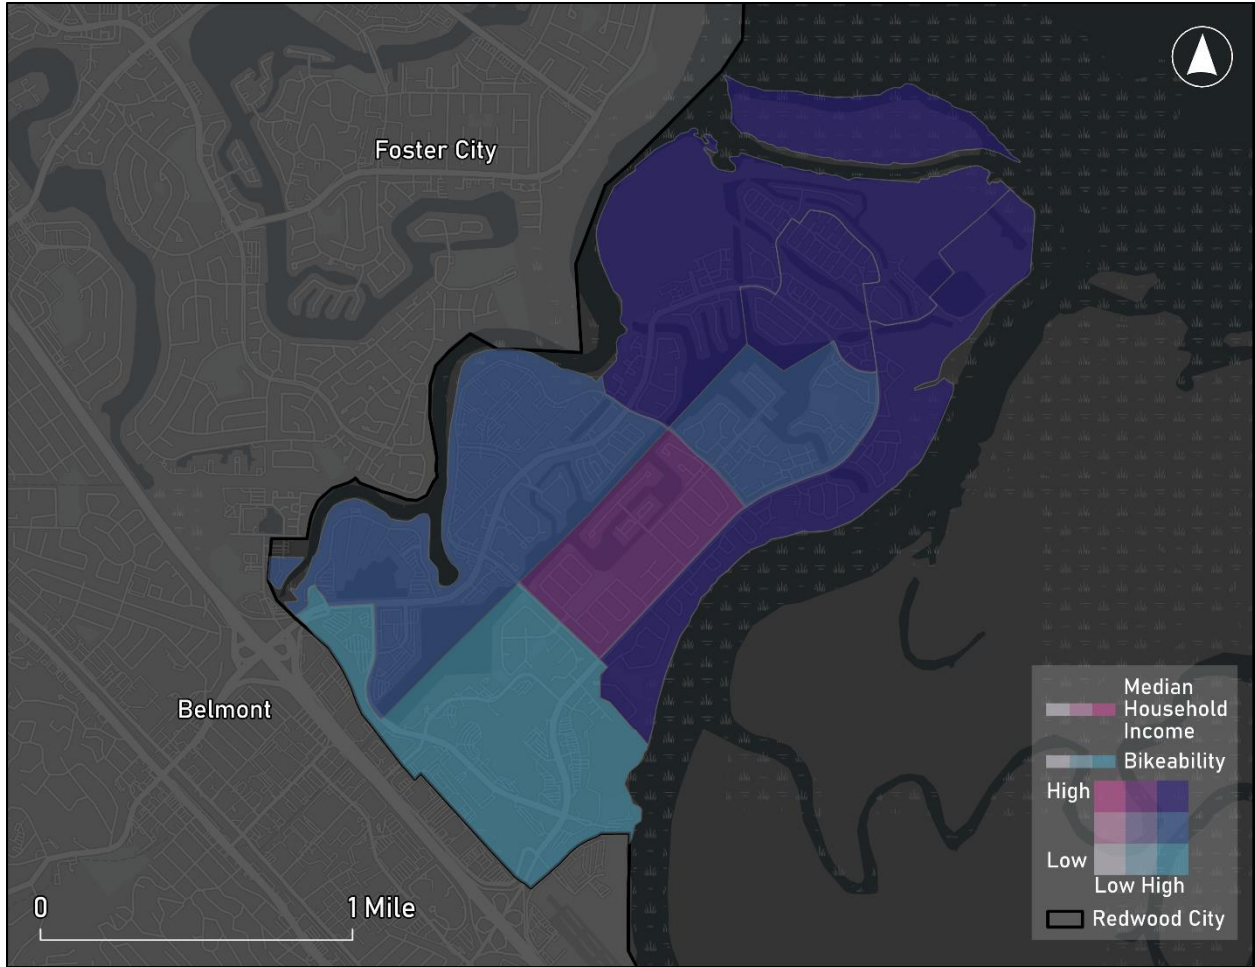 Foster City
Belmont
Median
Household
Income
Bikeability
High
Low
Low High
Redwood City
0
1 Mile